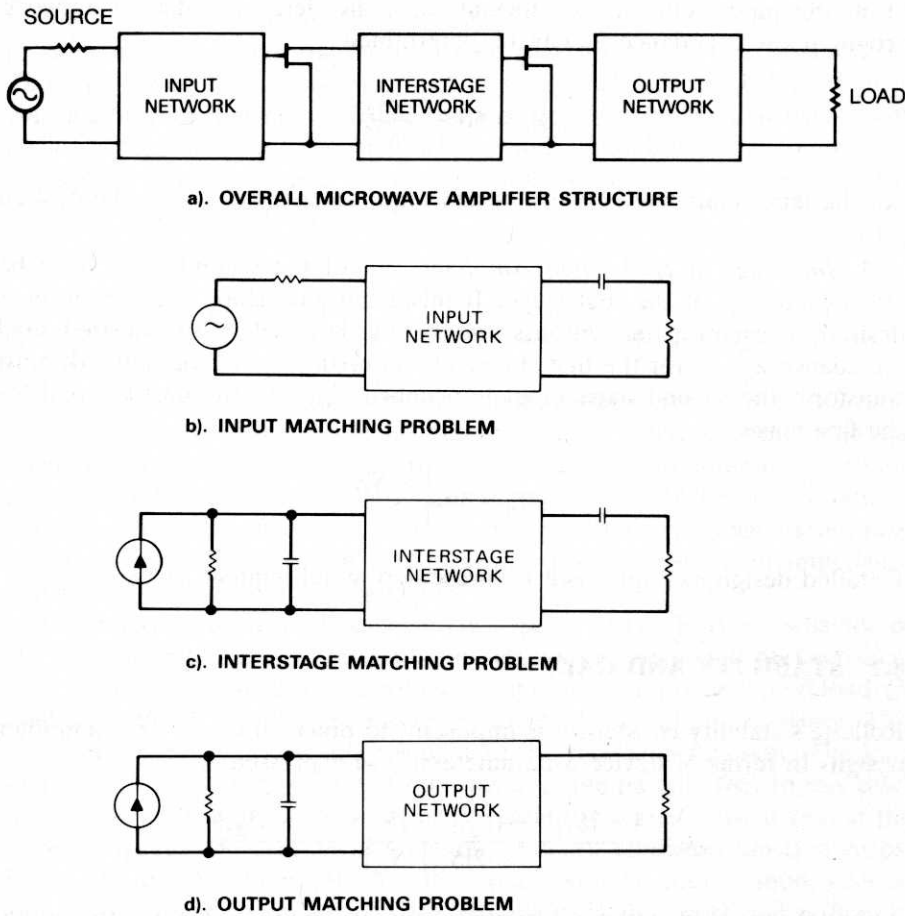 SOURCE
INPUT
NETWORK
INTERSTAGE
NETWORK
OUTPUT
NETWORK
LOAD
a). OVERALL MICROWAVE AMPLIFIER STRUCTURE
INPUT
NETWORK
b). INPUT MATCHING PROBLEM
INTERSTAGE
NETWORK
c). INTERSTAGE MATCHING PROBLEM
OUTPUT
NETWORK
d). OUTPUT MATCHING PROBLEM